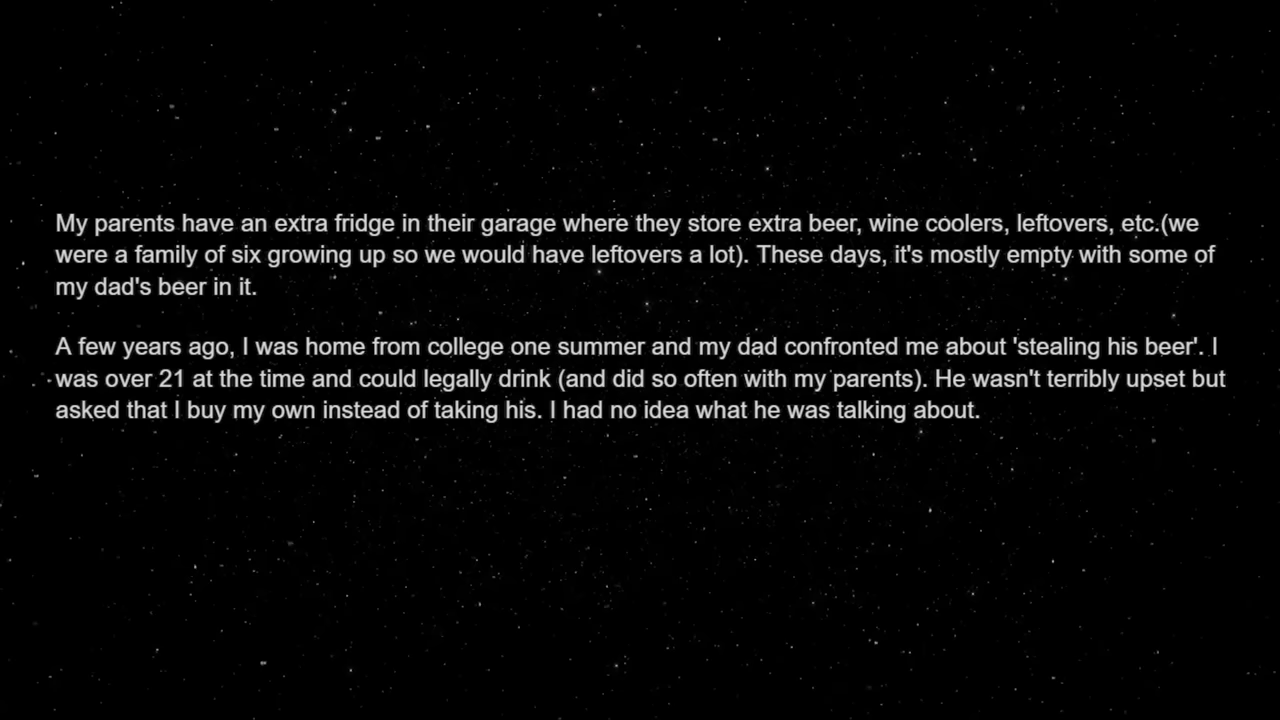 My parents have an extra fridge in their garage where they store extra beer, wine coolers, leftovers, etc.(we
were a family of six growing up so we would have leftovers a lot). These days, it's mostly empty with some of
my dad's beer in it.
A few years ago, I was home from college one summer and my dad confronted me about 'stealing his beer'. I
was over 21 at the time and could legally drink (and did so often with my parents). He wasn't terribly upset but
asked that I buy my own instead of taking his. I had no idea what he was talking about.